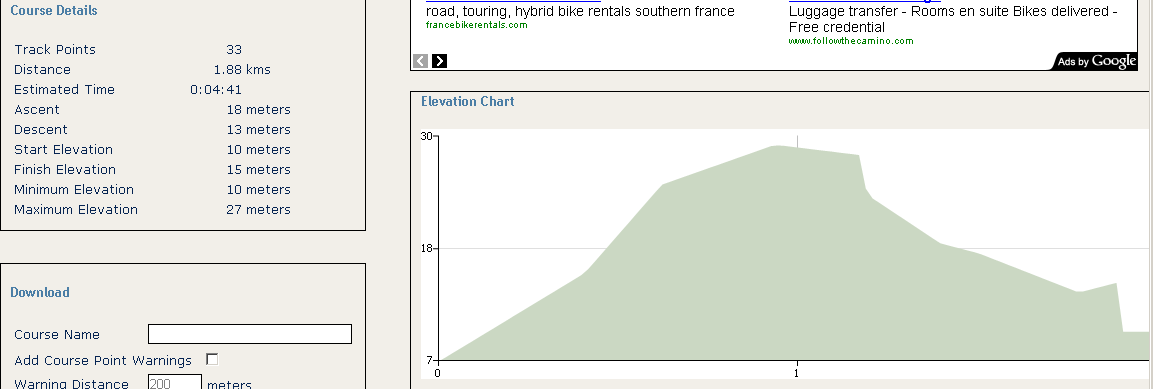 Course Details
Track Points 33
Distance 1.88 kms
Estimated Time 0:04:41
Ascent 18 meters
Descent 13 meters
Start Elevation 10 meters
Finish Elevation 15 meters
Minimum Elevation 10 meters
Maximum Elevation 27 meters
Download
Course Name
Add Course Point Warnings
Warning Distance 200 meters
road, touring, hybrid bike rentals southern france
francebikerentals.com
Luggage transfer - Rooms en suite Bikes delivered -
Free credential
www.followthecamino.com
Ads by Google
Elevation Chart
30
18
7
0 1